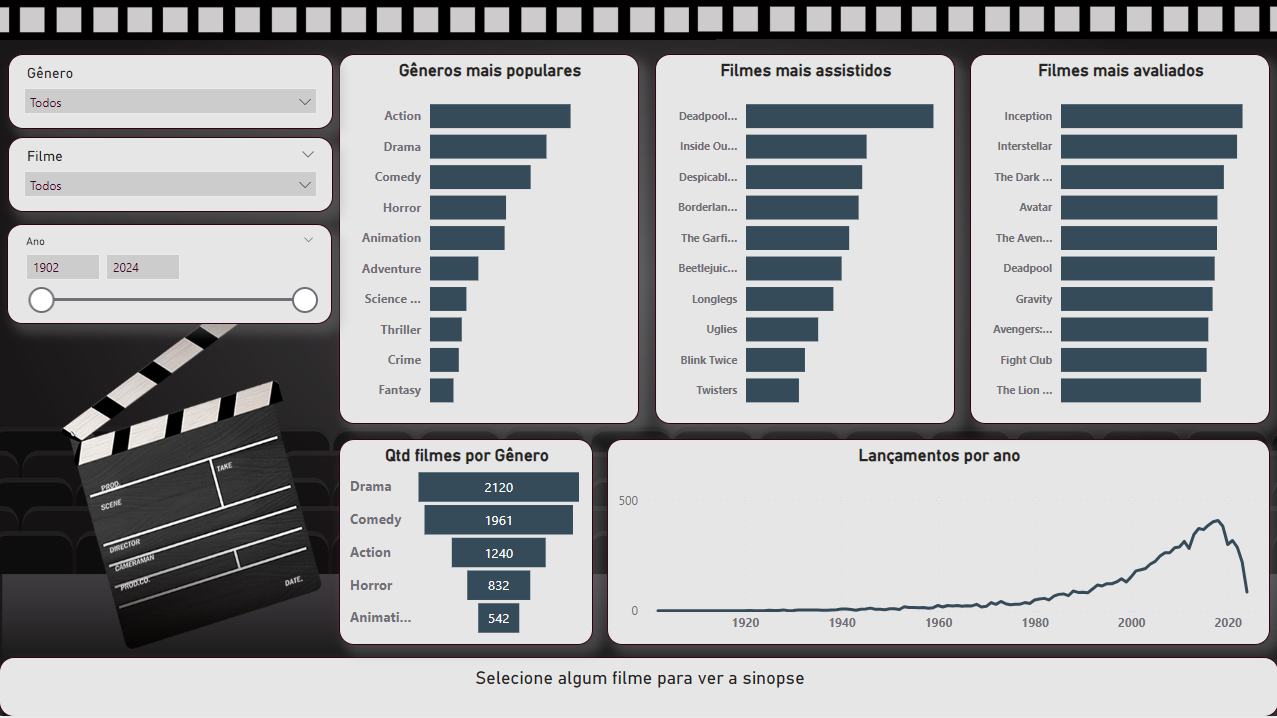 Gênero
Todos
Filme
Todos
Ano
1902 2024
Gêneros mais populares
Action
Drama
Comedy
Horror
Animation
Adventure
Science ...
Thriller
Crime
Fantasy
Filmes mais assistidos
Deadpool...
Inside Ou...
Despicabl...
Borderlan...
The Garfi...
Beetlejuic...
Longlegs
Uglies
Blink Twice
Twisters
Filmes mais avaliados
Inception
Interstellar
The Dark ...
Avatar
The Aven...
Deadpool
Gravity
Avengers:...
Fight Club
The Lion ...
PROD.
SCENE
TAKE
DIRECTOR
CAMERAMAN
PROD.CO.
DATE.
Qtd filmes por Gênero
Drama 2120
Comedy 1961
Action 1240
Horror 832
Animati... 542
Lançamentos por ano
500
0
1920 1940 1960 1980 2000 2020
Selecione algum filme para ver a sinopse